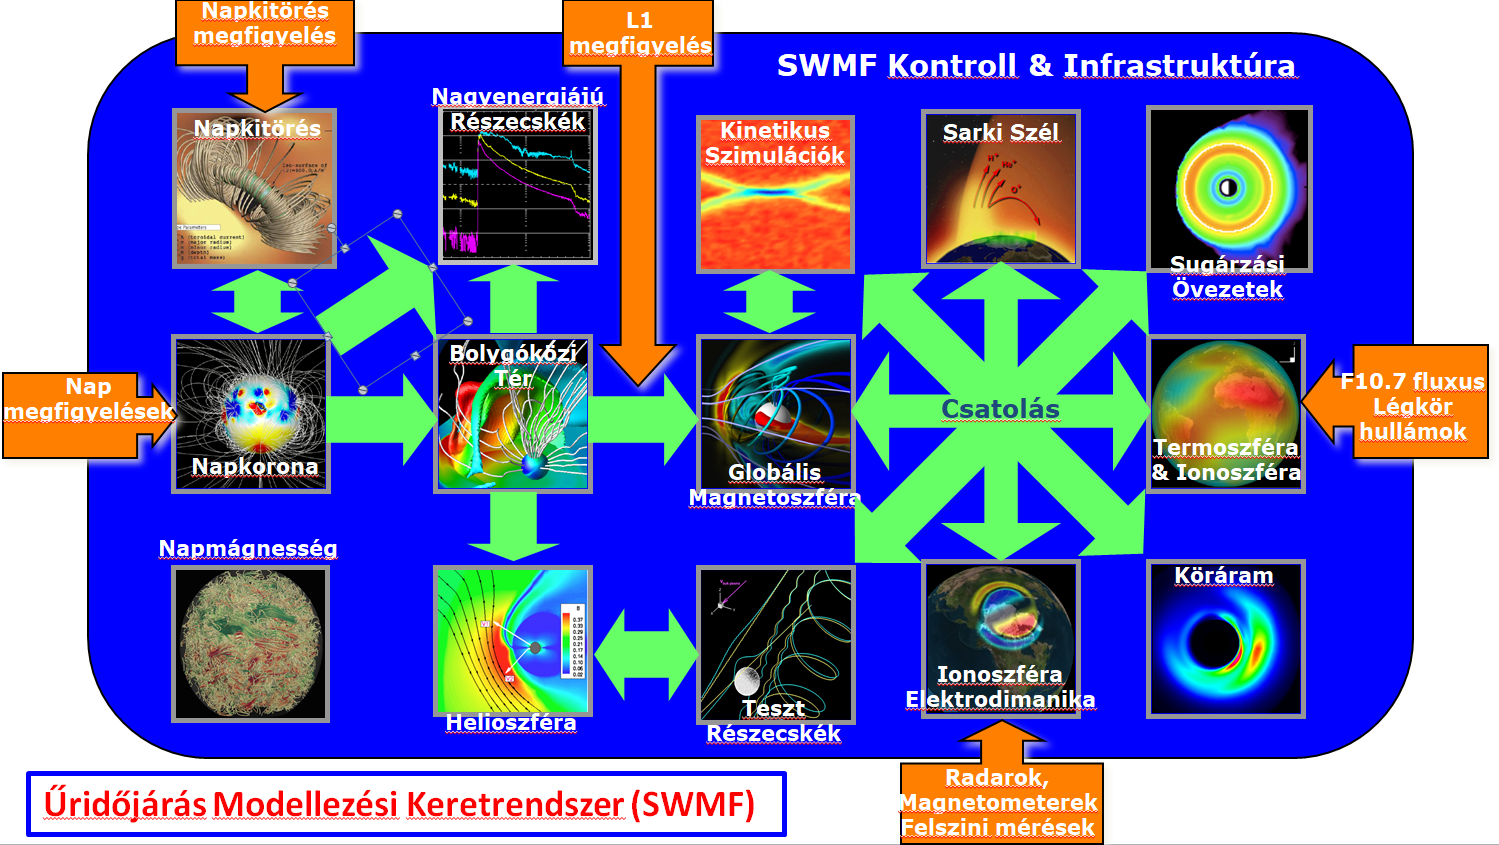 Napkitörés
megfigyelés
L1
megfigyelés
SWMF Kontroll & Infrastruktúra
Napkitörés
Nagyenergiájú
Részecskék
Kinetikus
Szimulációk
Sarki Szél
Sugárzási
Övezetek
Nap
megfigyelések
Napkorona
Bolygóközi
Tér
Globális
Magnetoszféra
Csatolás
Termoszféra
& Ionoszféra
F10.7 fluxus
Légkör
hullámok
Napmágnesség
Helioszféra
Teszt
Részecskék
Ionoszféra
Elektrodimanika
Köráram
Radarok,
Magnetometerek
Felszini mérések
Űridőjárás Modellezési Keretrendszer (SWMF)